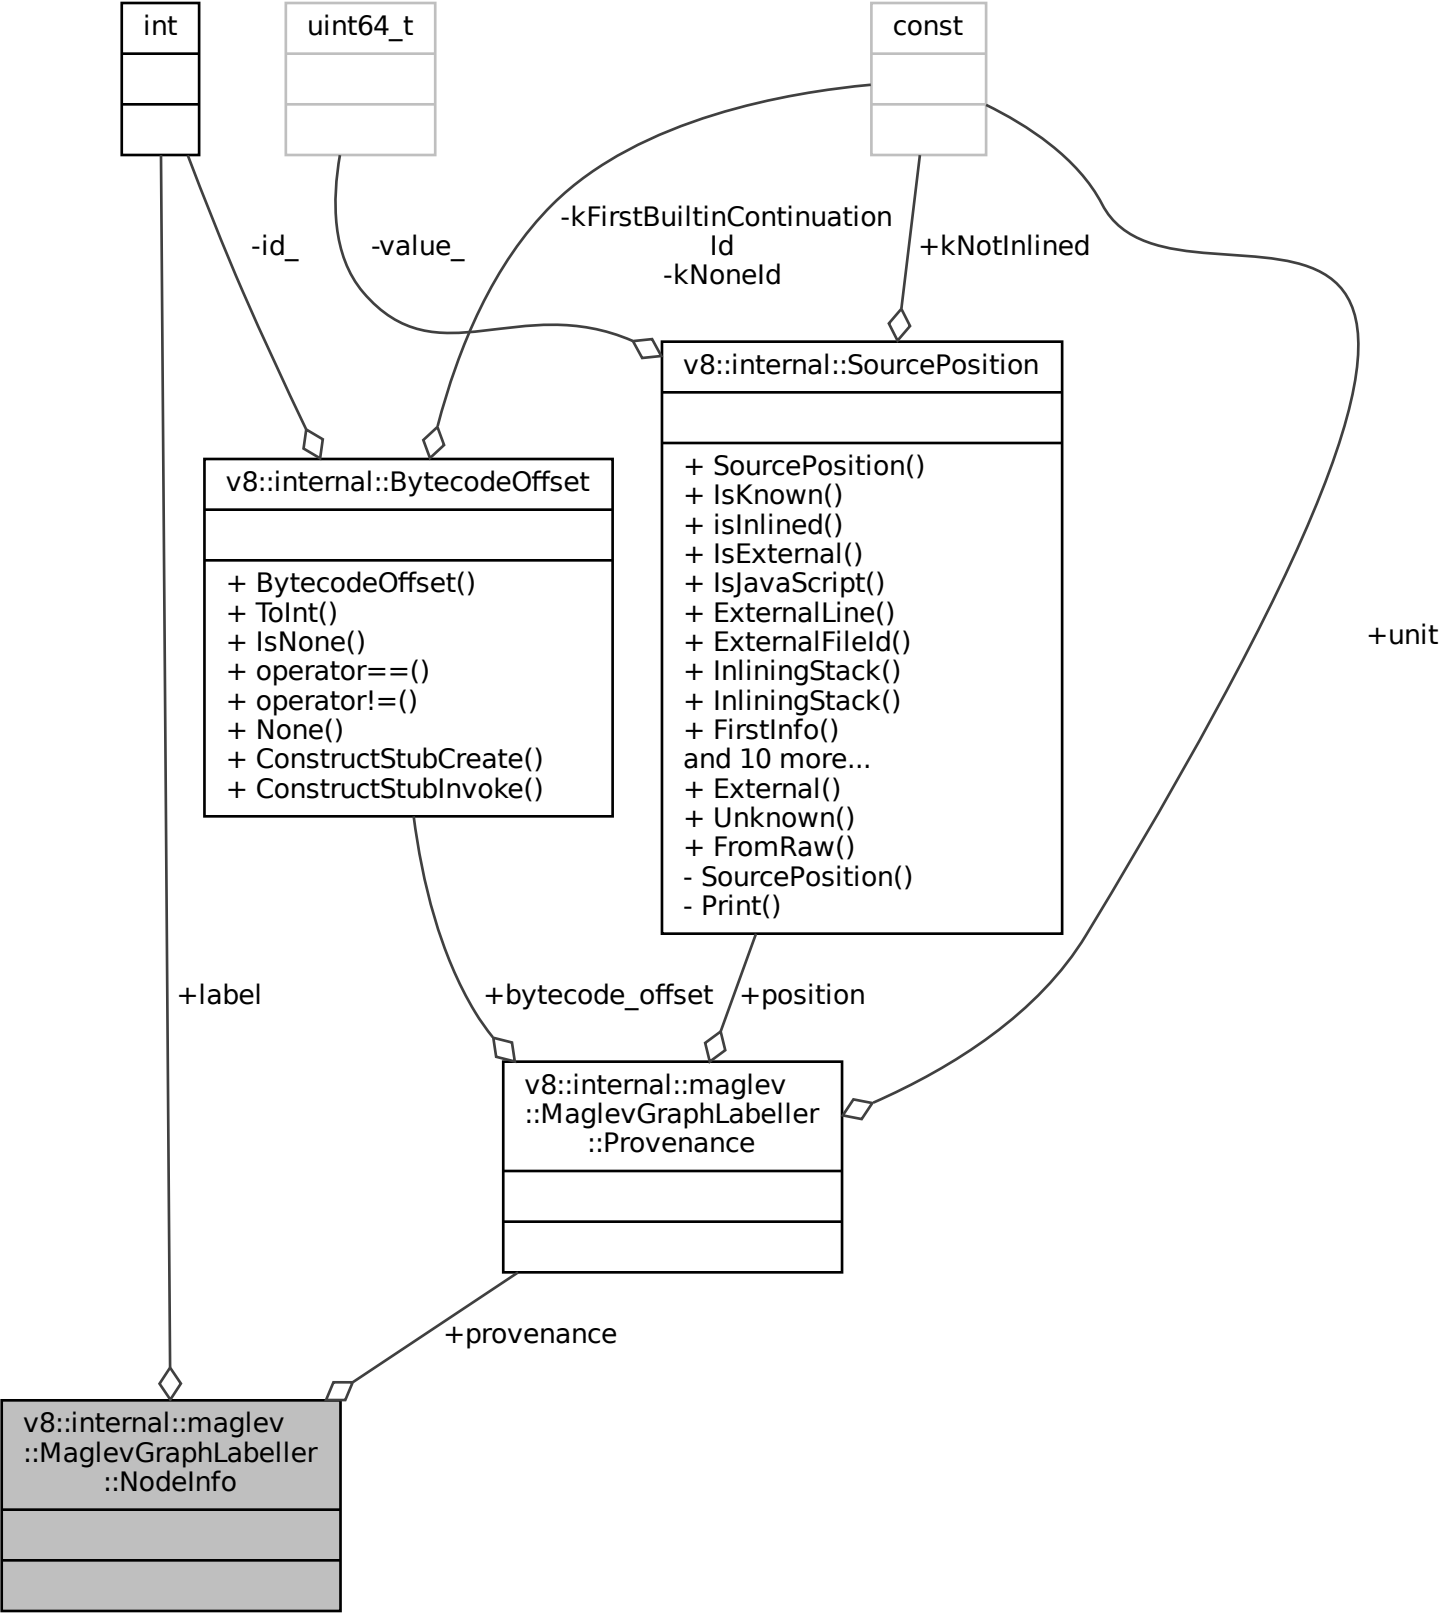 int
uint64_t
const
-kFirstBuiltinContinuation
Id
-kNoneId
-id_
-value_
+kNotInlined
v8::internal::SourcePosition
+ SourcePosition()
+ IsKnown()
+ isInlined()
+ IsExternal()
+ IsJavaScript()
+ ExternalLine()
+ ExternalFileId()
+ InliningStack()
+ InliningStack()
+ FirstInfo()
and 10 more...
+ External()
+ Unknown()
+ FromRaw()
- SourcePosition()
- Print()
v8::internal::BytecodeOffset
+ BytecodeOffset()
+ ToInt()
+ IsNone()
+ operator==()
+ operator!=()
+ None()
+ ConstructStubCreate()
+ ConstructStubInvoke()
+unit
+label
+bytecode_offset
+position
v8::internal::maglev
::MaglevGraphLabeller
::Provenance
+provenance
v8::internal::maglev
::MaglevGraphLabeller
::NodeInfo